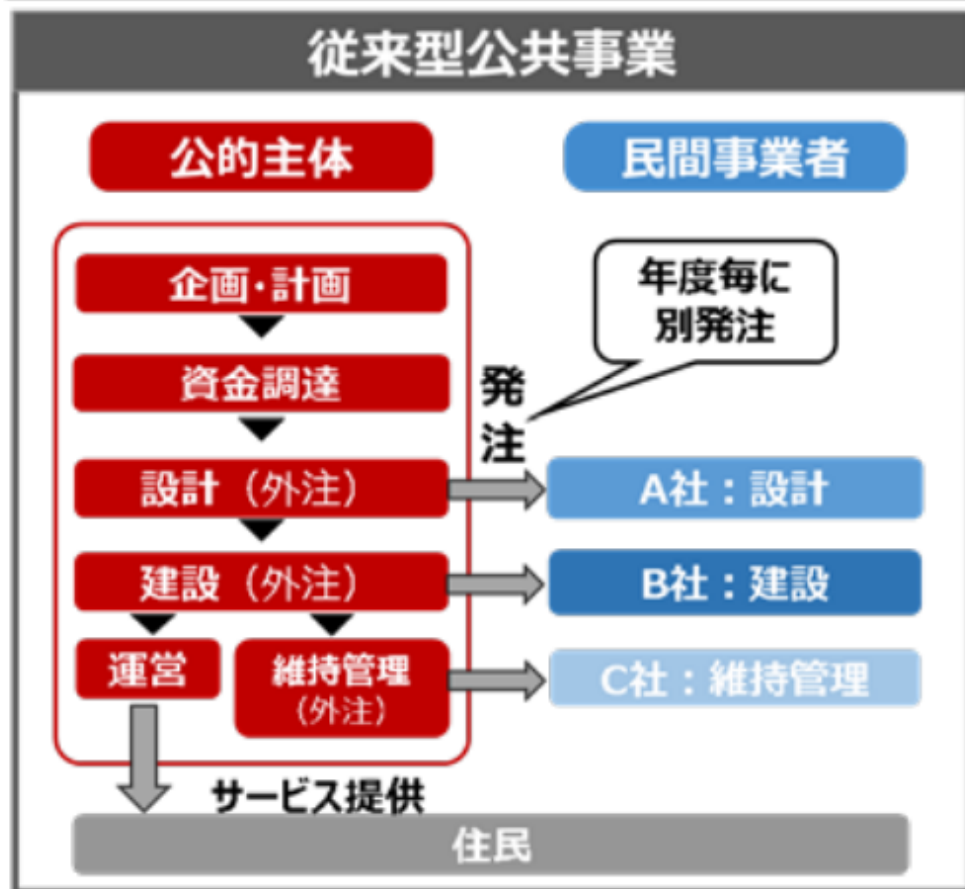 従来型公共事業
公的主体
民間事業者
企画・計画
年度毎に
別発注
資金調達
発
注
設計（外注）
A社：設計
建設（外注）
B社：建設
運営
維持管理
（外注）
C社：維持管理
サービス提供
住民